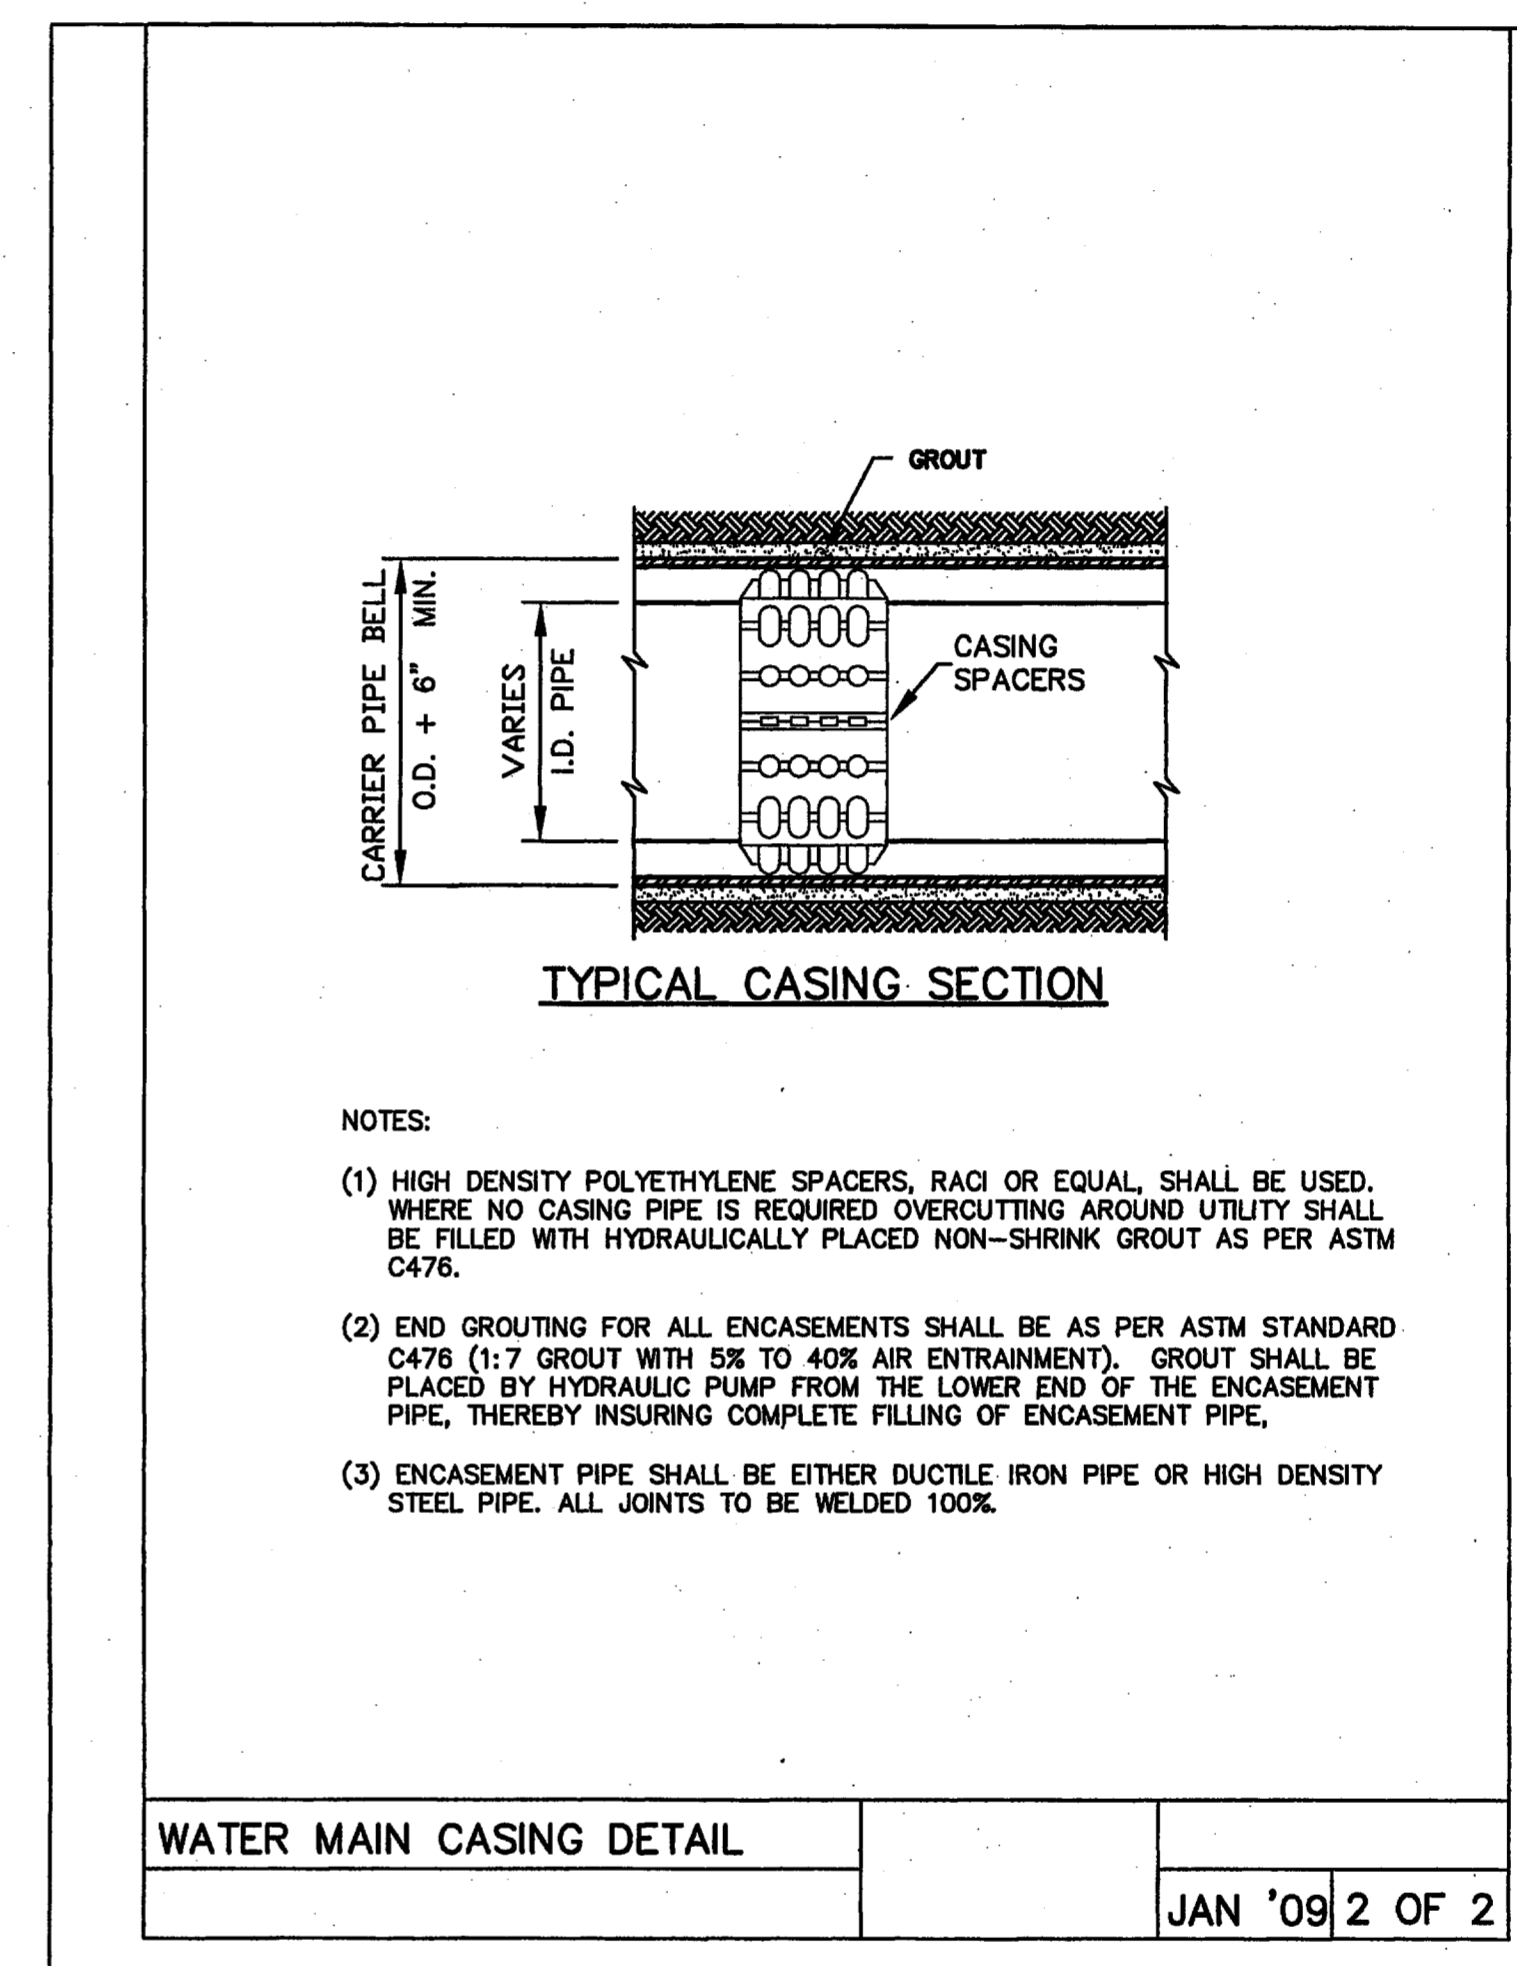 GROUT
CARRIER PIPE BELL
O.D. + 6" MIN.
VARIES
I.D. PIPE
CASING
SPACERS
TYPICAL CASING SECTION
NOTES:
(1) HIGH DENSITY POLYETHYLENE SPACERS, RACI OR EQUAL, SHALL BE USED.
WHERE NO CASING PIPE IS REQUIRED OVERCUTTING AROUND UTILITY SHALL
BE FILLED WITH HYDRAULICALLY PLACED NON-SHRINK GROUT AS PER ASTM
C476.
(2) END GROUTING FOR ALL ENCASEMENTS SHALL BE AS PER ASTM STANDARD
C476 (1:7 GROUT WITH 5% TO 40% AIR ENTRAINMENT). GROUT SHALL BE
PLACED BY HYDRAULIC PUMP FROM THE LOWER END OF THE ENCASEMENT
PIPE, THEREBY INSURING COMPLETE FILLING OF ENCASEMENT PIPE,
(3) ENCASEMENT PIPE SHALL BE EITHER DUCTILE IRON PIPE OR HIGH DENSITY
STEEL PIPE. ALL JOINTS TO BE WELDED 100%.
WATER MAIN CASING DETAIL
JAN '09 2 OF 2